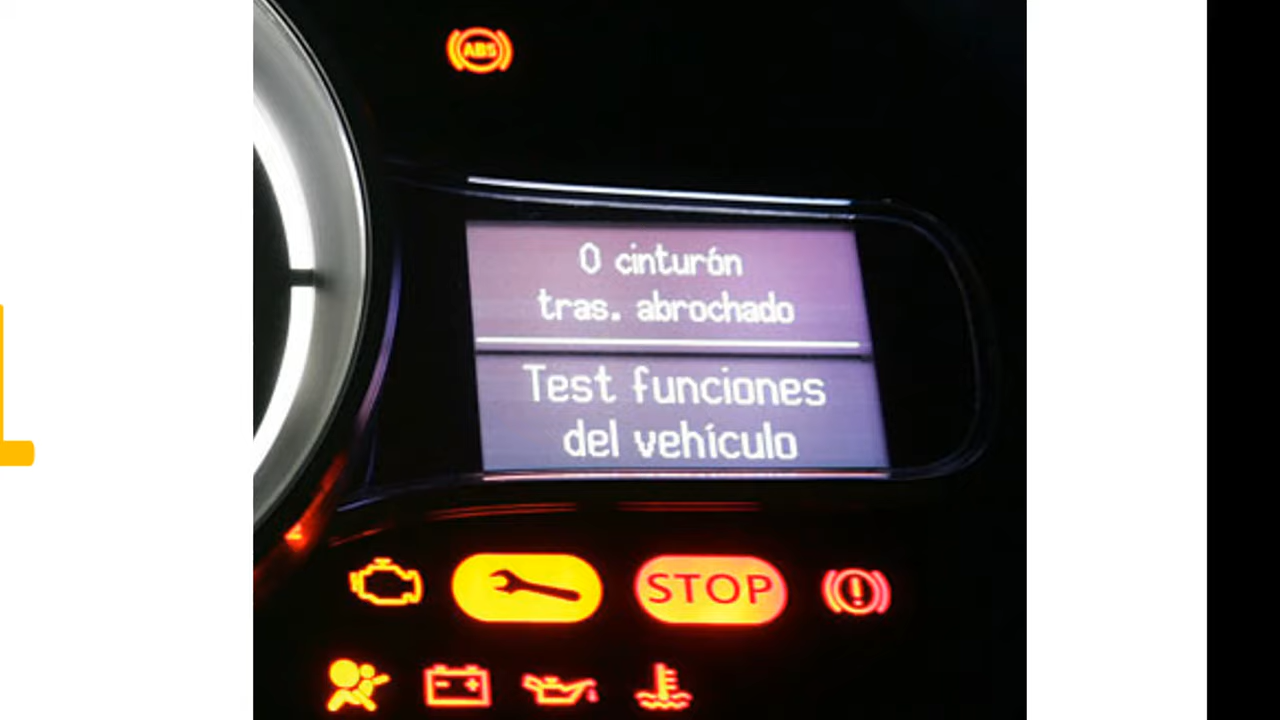 ABS
0 cinturón
tras. abrochado
Test funciones
del vehículo
STOP